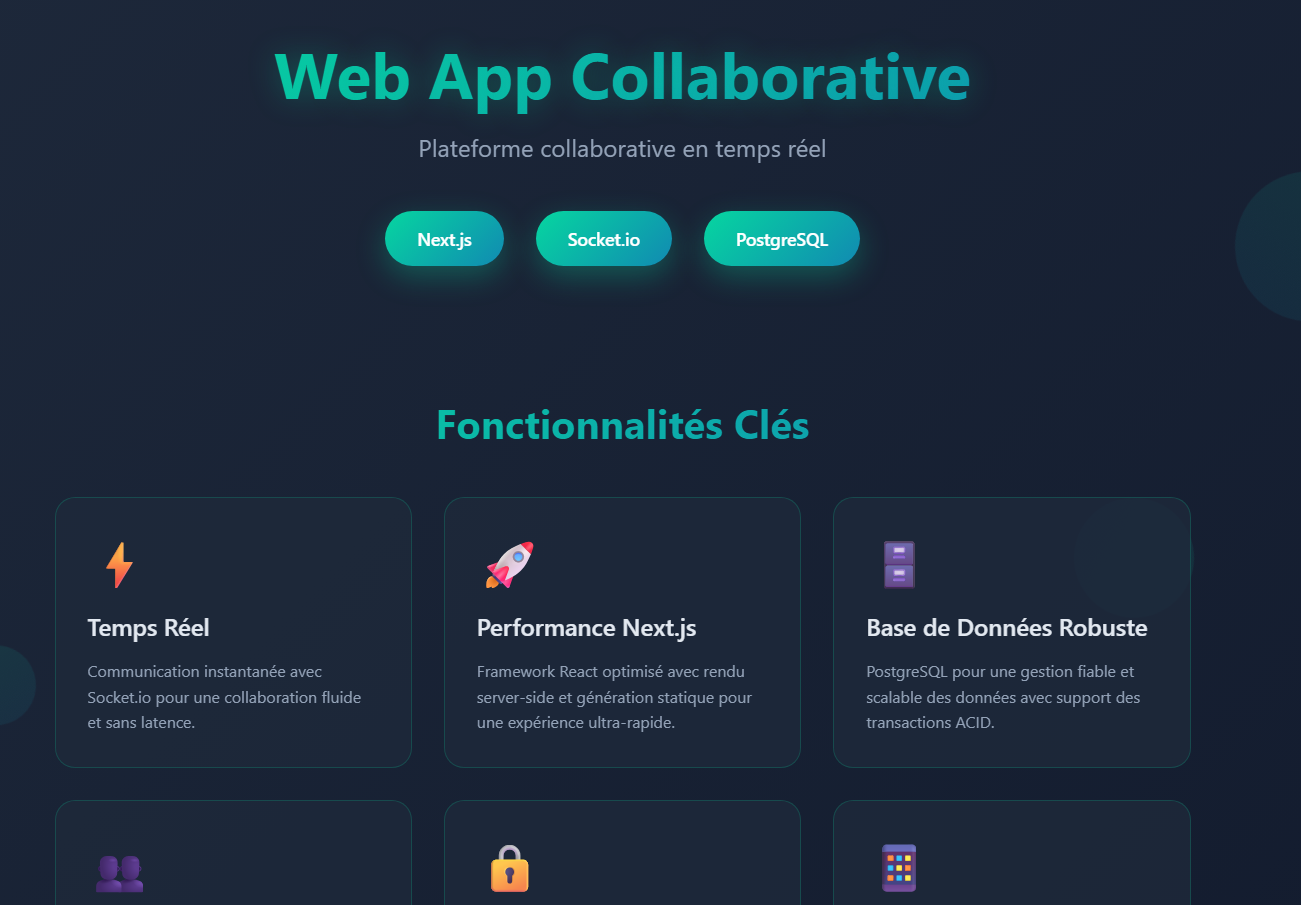 Web App Collaborative
Plateforme collaborative en temps réel
Next.js
Socket.io
PostgreSQL
Fonctionnalités Clés
Temps Réel
Communication instantanée avec
Socket.io pour une collaboration fluide
et sans latence.
Performance Next.js
Framework React optimisé avec rendu
server-side et génération statique pour
une expérience ultra-rapide.
Base de Données Robuste
PostgreSQL pour une gestion fiable et
scalable des données avec support des
transactions ACID.